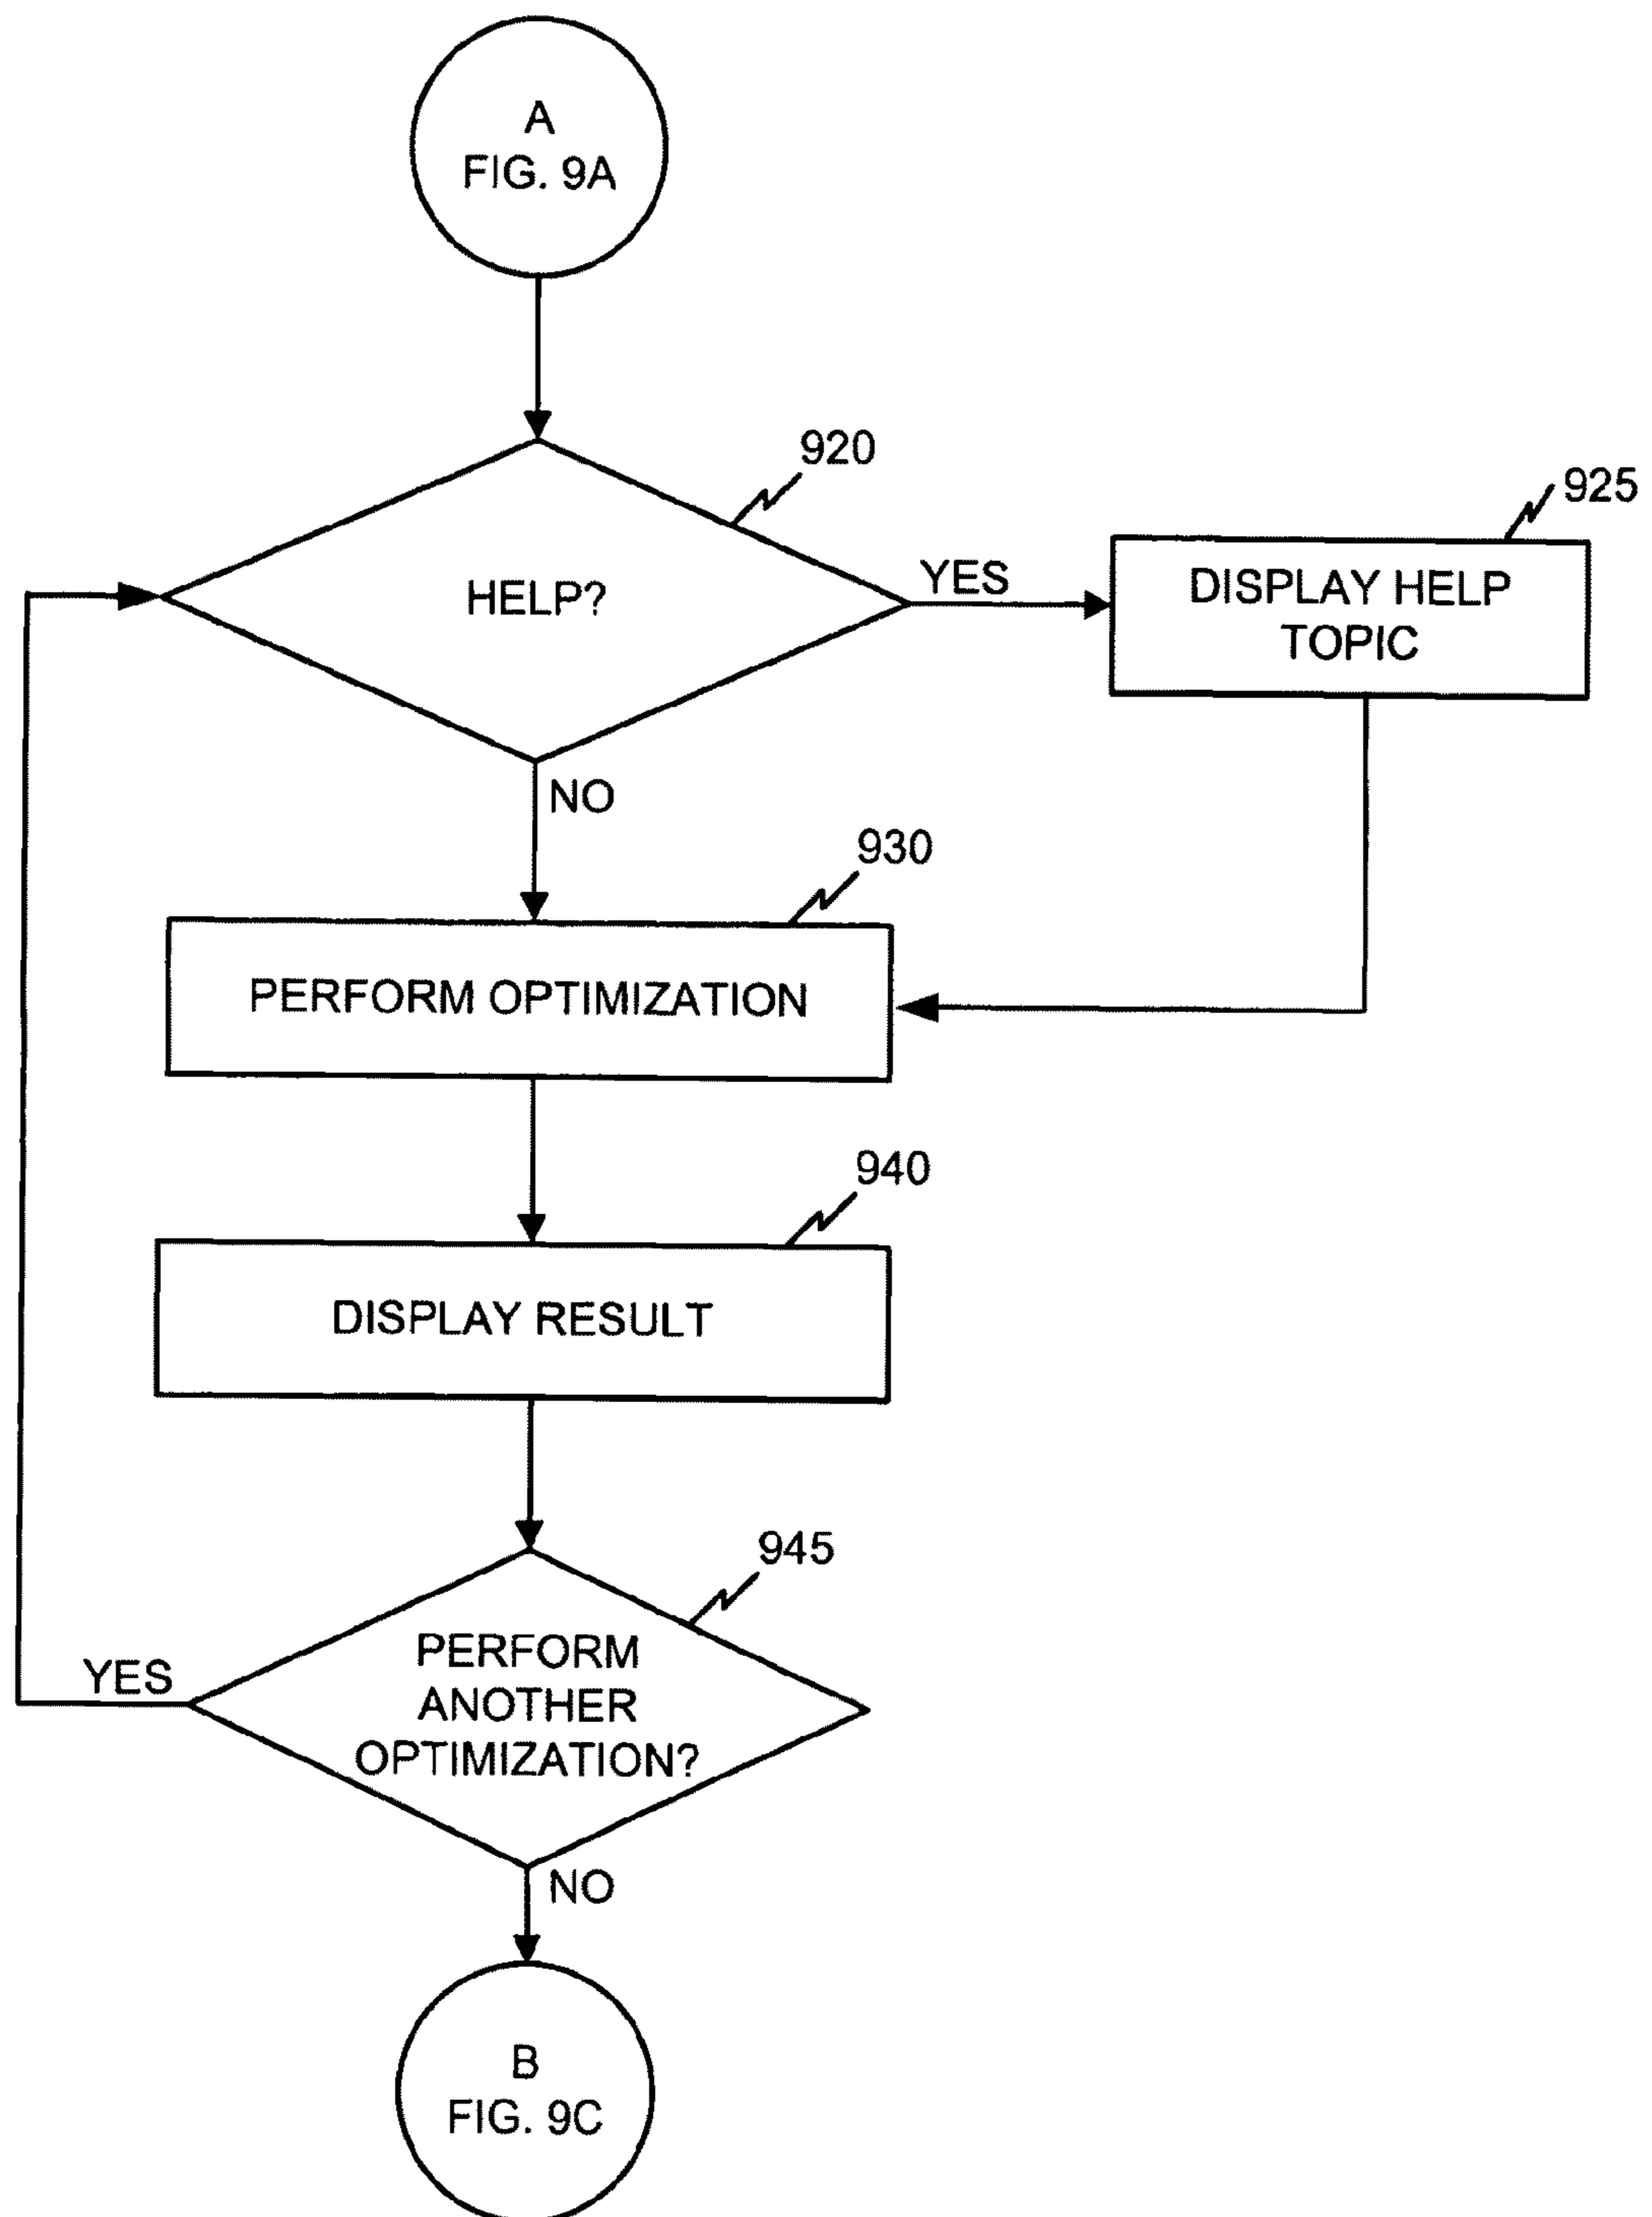 A
FIG. 9A
920
925
HELP?
YES
DISPLAY HELP
TOPIC
NO
930
PERFORM OPTIMIZATION
940
DISPLAY RESULT
945
YES
PERFORM
ANOTHER
OPTIMIZATION?
NO
B
FIG. 9C